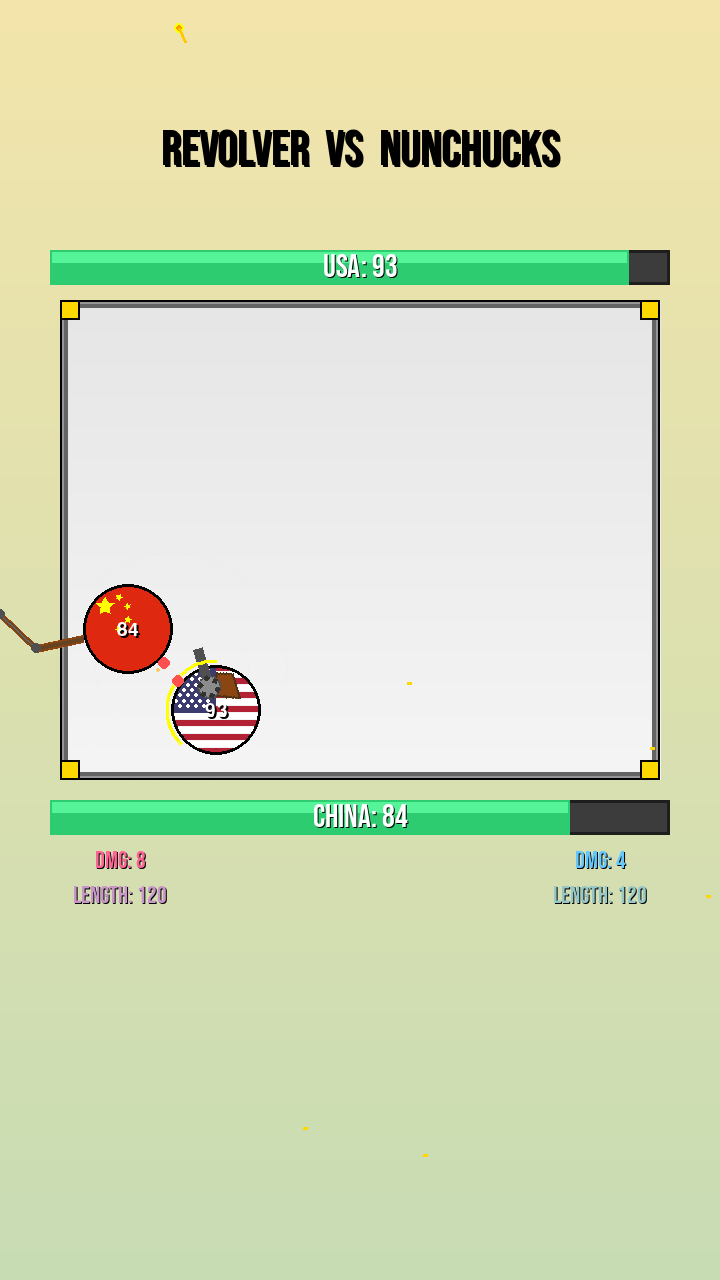 REVOLVER VS NUNCHUCKS
USA: 93
84
93
CHINA: 84
DMG: 8
DMG: 4
LENGTH: 120
LENGTH: 120